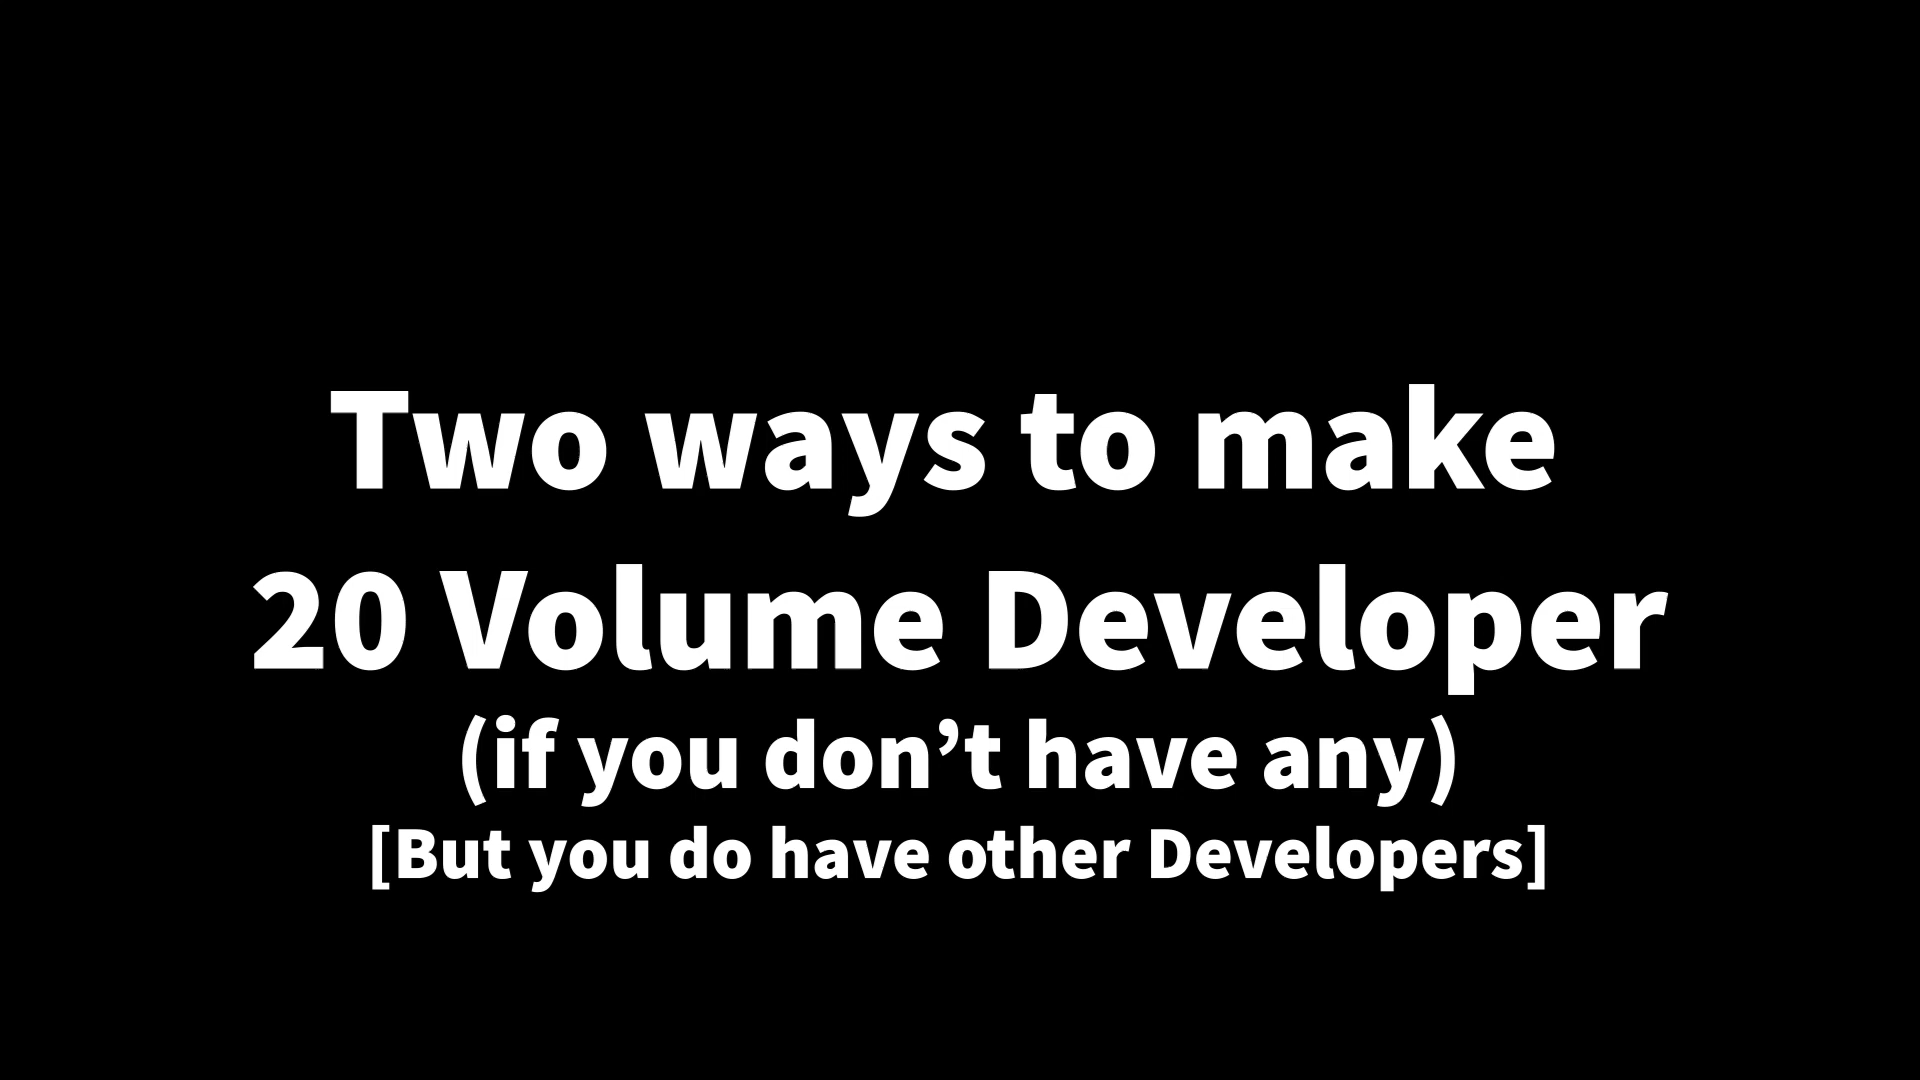 Two ways to make
20 Volume Developer
(if you don’t have any)
[But you do have other Developers]